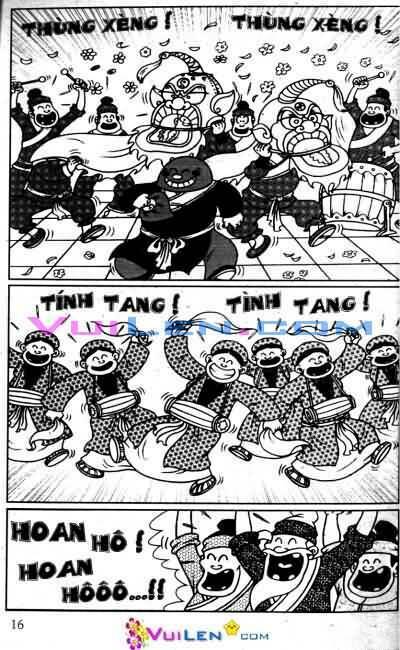 THÙNG XÈNG! THÙNG XÈNG!
TÍNH TANG! TÌNH TANG!
VUILEN.COM
HOAN HÔ!
HOAN HÔÔÔ...!!
16
VUILEN.COM